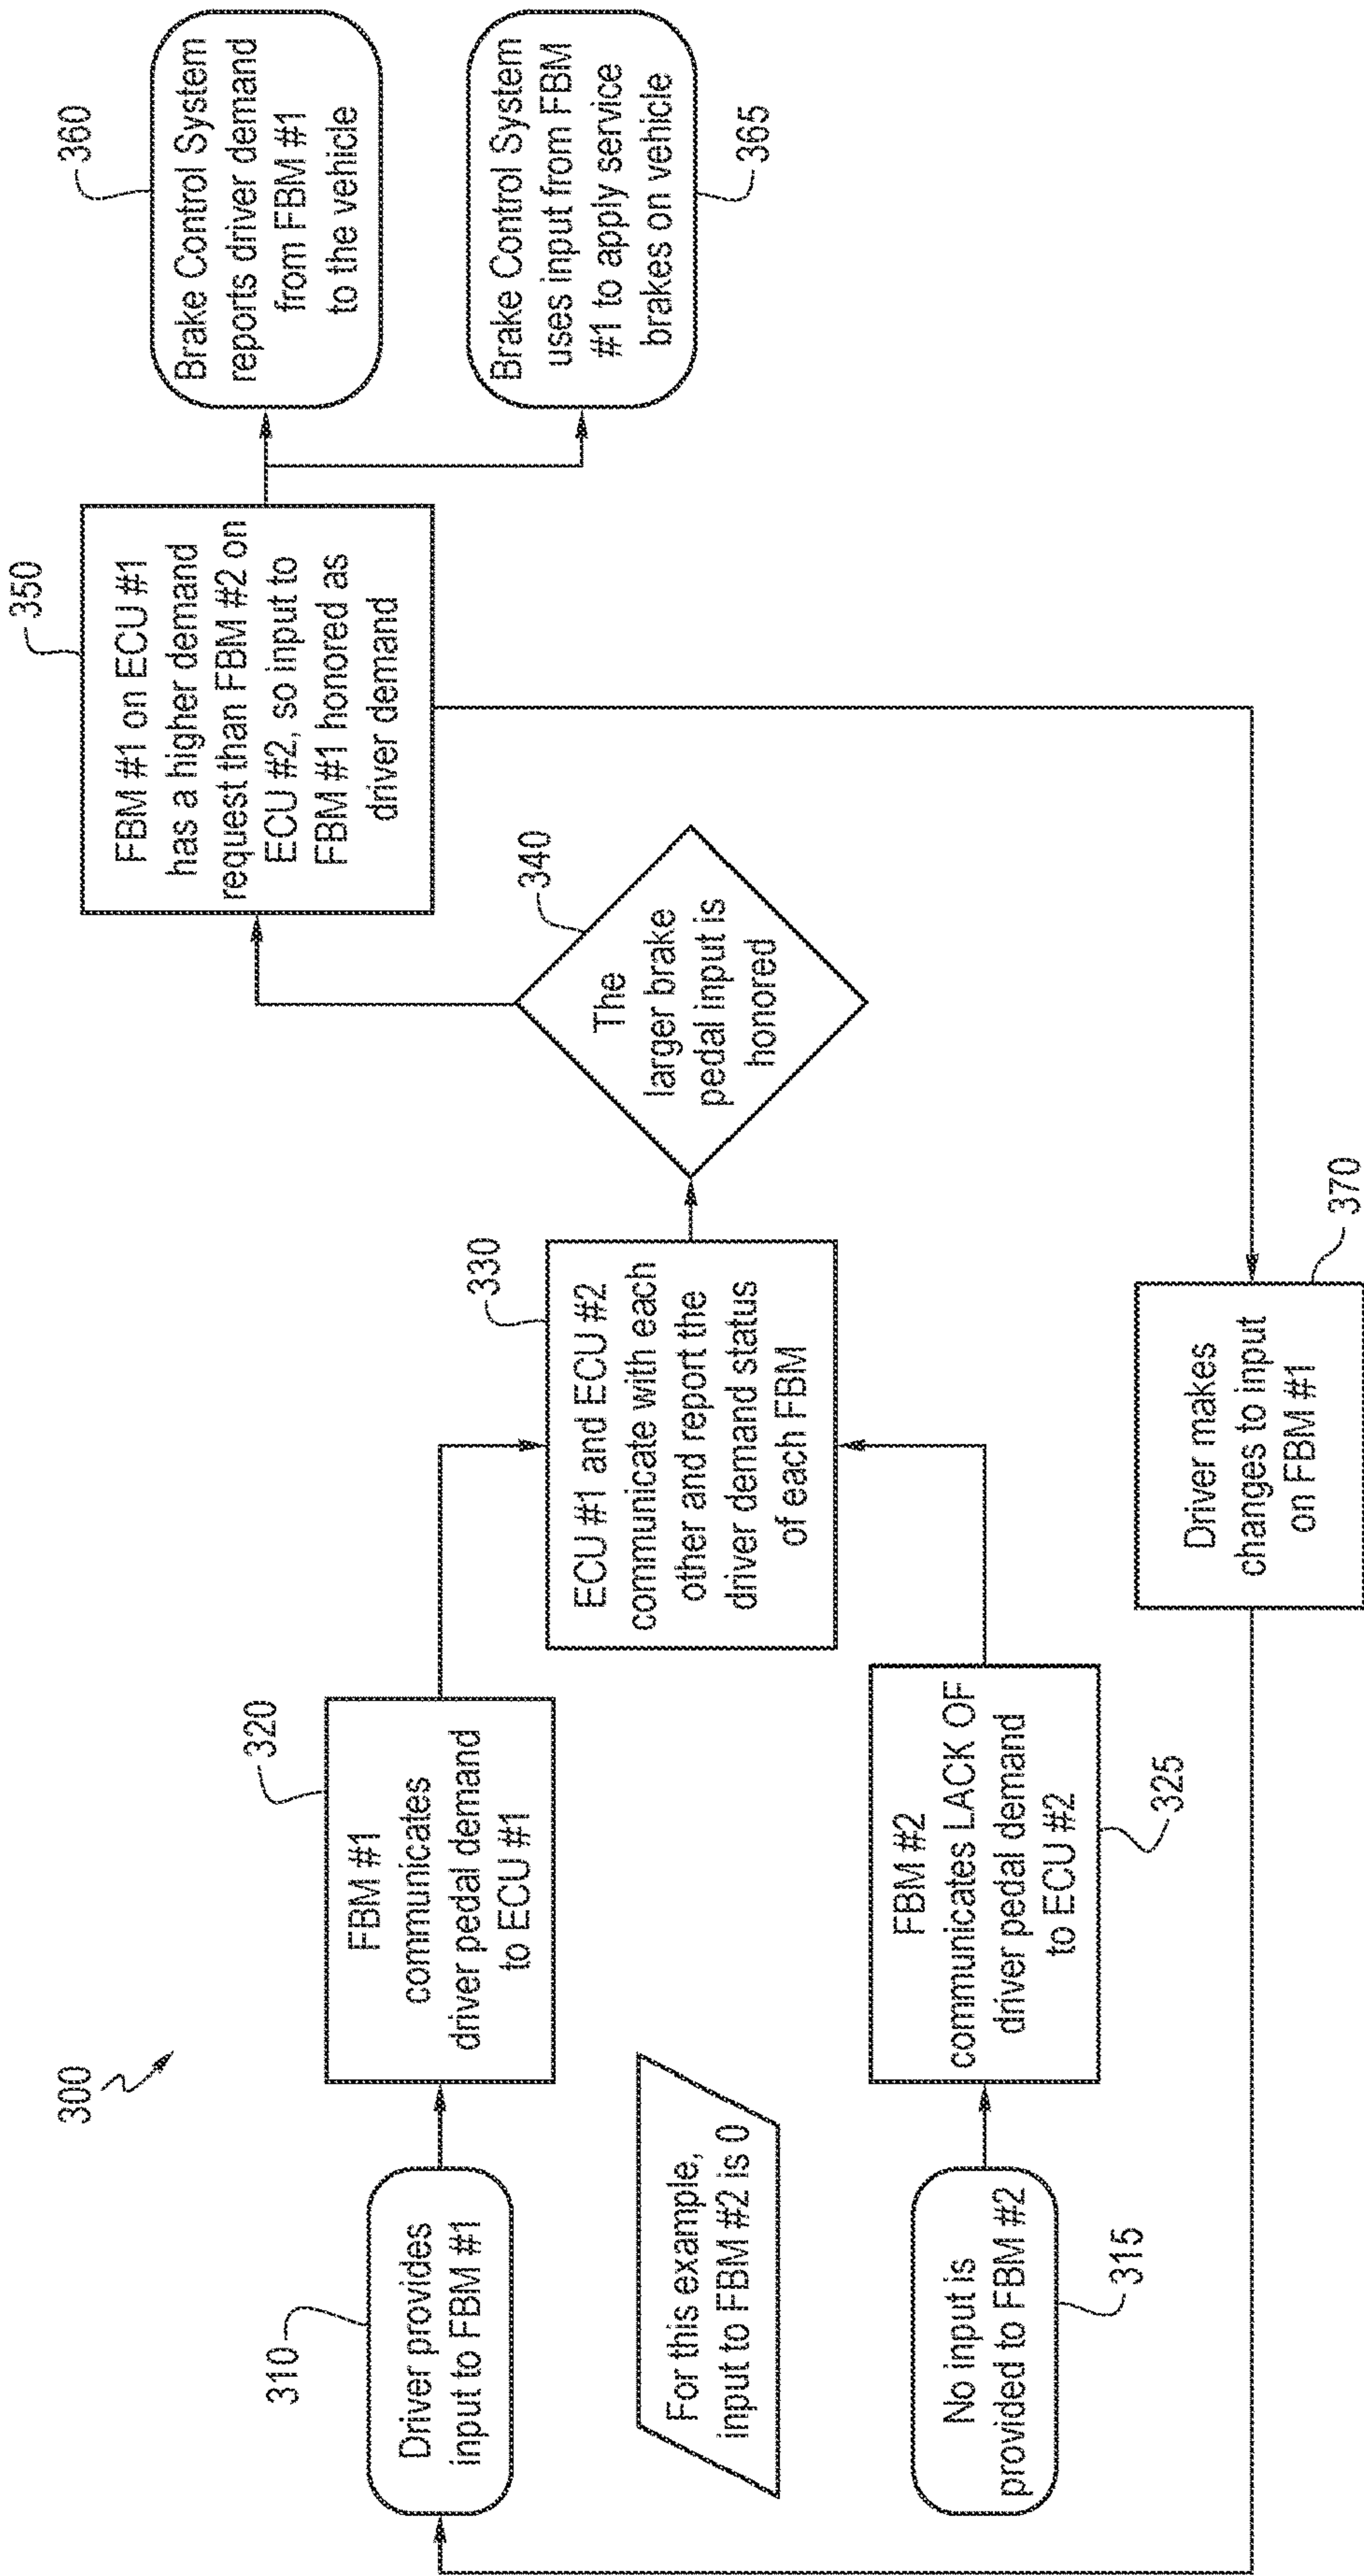 300
310
Driver provides
input to FBM #1
320
FBM #1
communicates
driver pedal demand
to ECU #1
For this example,
input to FBM #2 is 0
No input is
provided to FBM #2
315
FBM #2
communicates LACK OF
driver pedal demand
to ECU #2
325
330
ECU #1 and ECU #2
communicate with each
other and report the
driver demand status
of each FBM
340
The
larger brake
pedal input is
honored
350
FBM #1 on ECU #1
has a higher demand
request than FBM #2 on
ECU #2, so input to
FBM #1 honored as
driver demand
360
Brake Control System
reports driver demand
from FBM #1
to the vehicle
Brake Control System
uses input from FBM
#1 to apply service
brakes on vehicle
365
Driver makes
changes to input
on FBM #1
370